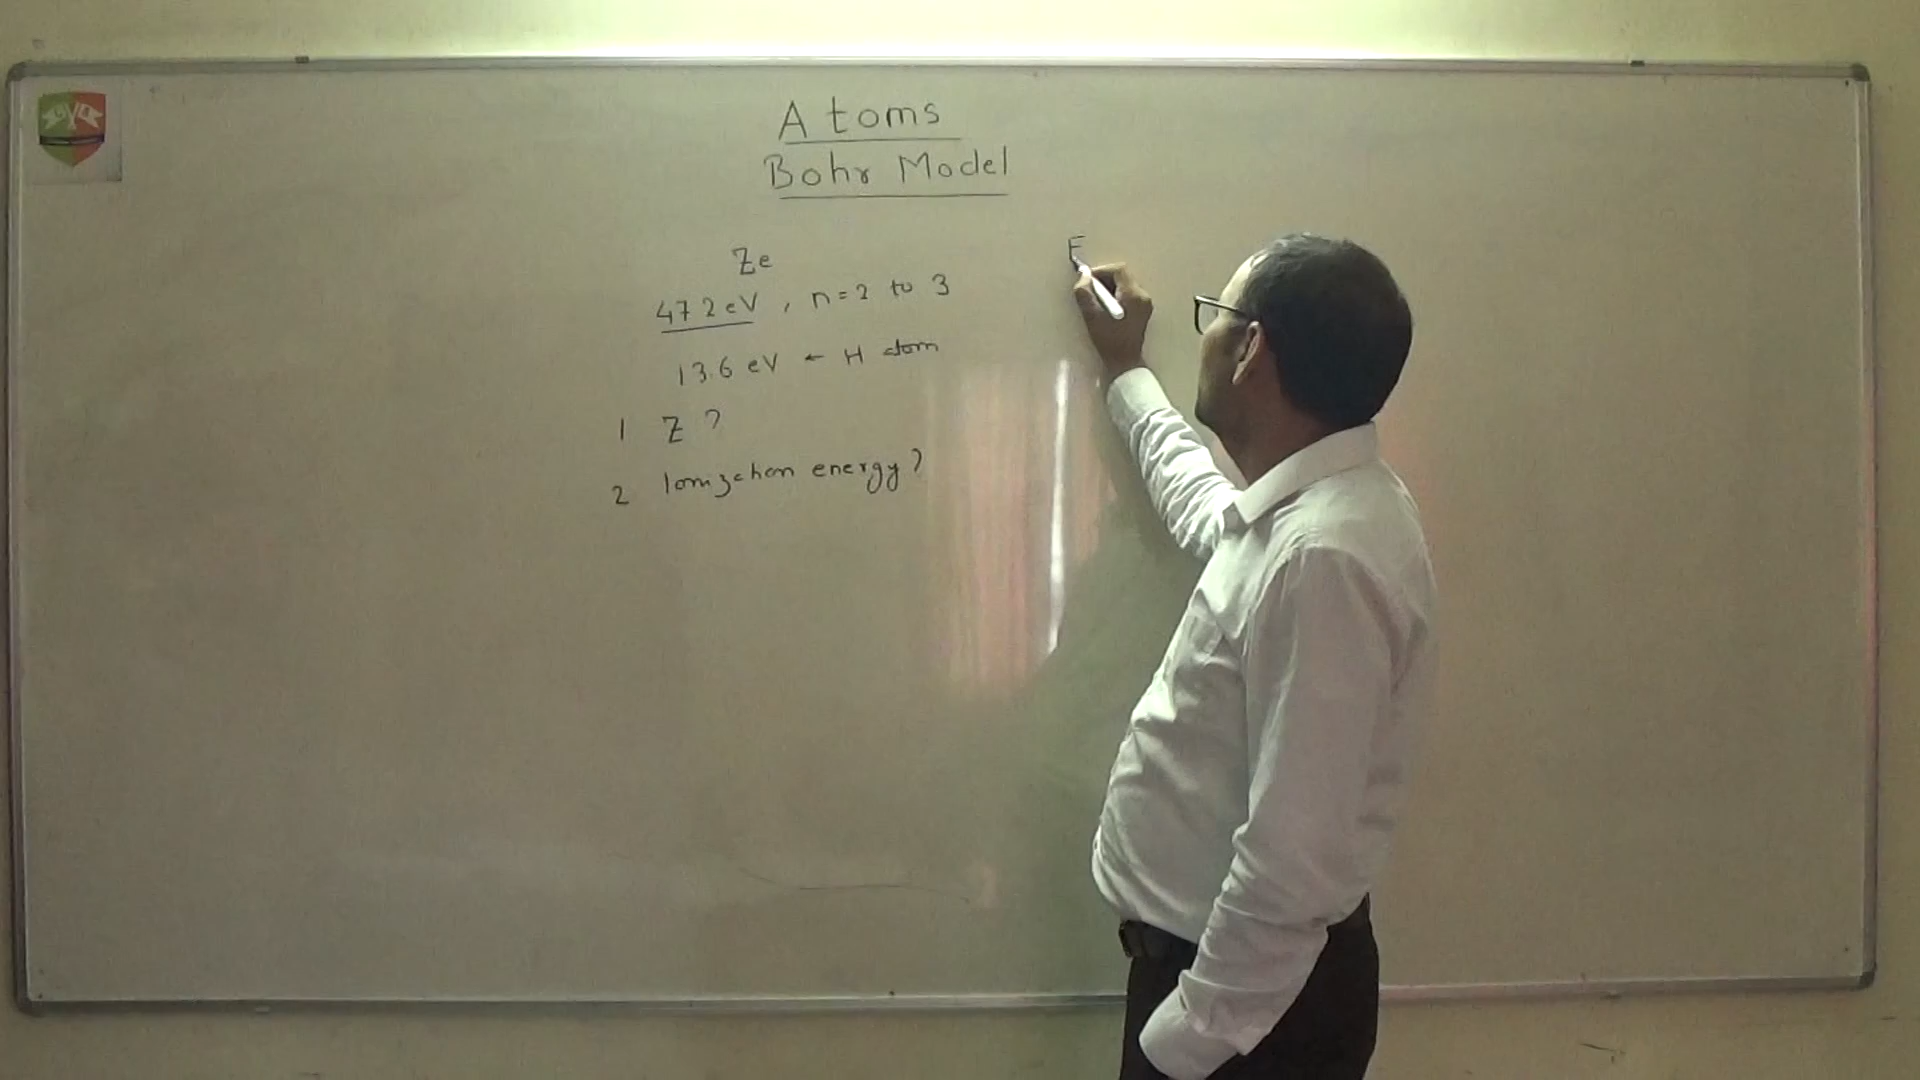 Atoms
Bohr Model
Ze
472 eV, n=2 to 3
13.6 eV ← H atom
1 Z ?
2 Ionization energy?
E